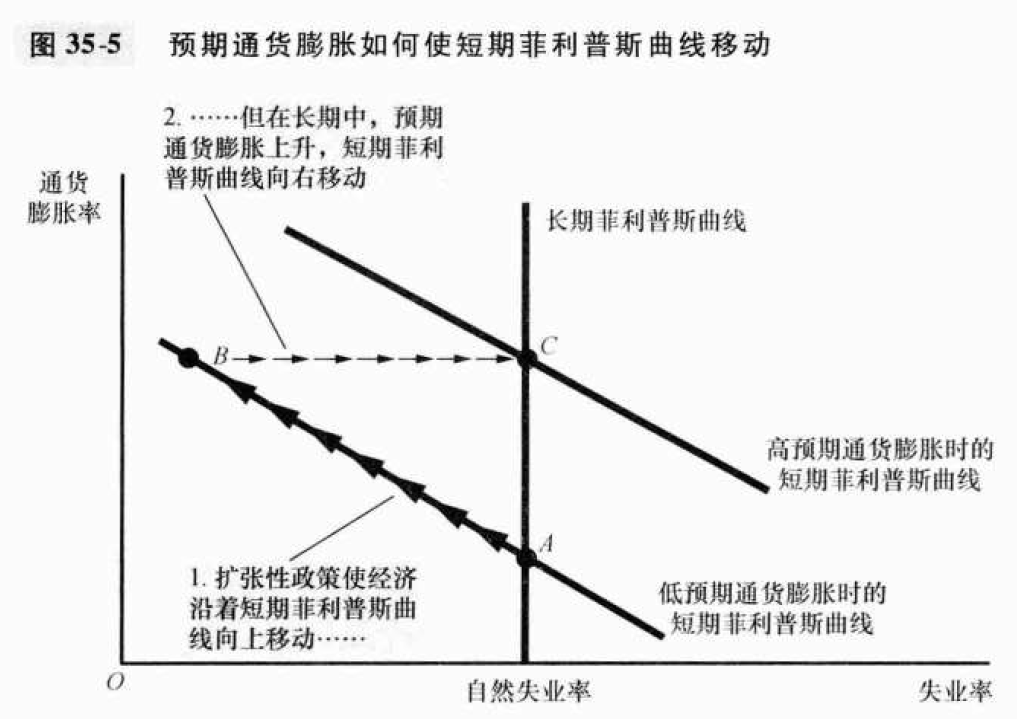 图 35-5 预期通货膨胀如何使短期菲利普斯曲线移动
2. ……但在长期中，预期
通货膨胀上升，短期菲利
普斯曲线向右移动
通货
膨胀率
长期菲利普斯曲线
B
C
高预期通货膨胀时的
短期菲利普斯曲线
A
1. 扩张性政策使经济
沿着短期菲利普斯曲
线向上移动……
低预期通货膨胀时的
短期菲利普斯曲线
O
自然失业率
失业率